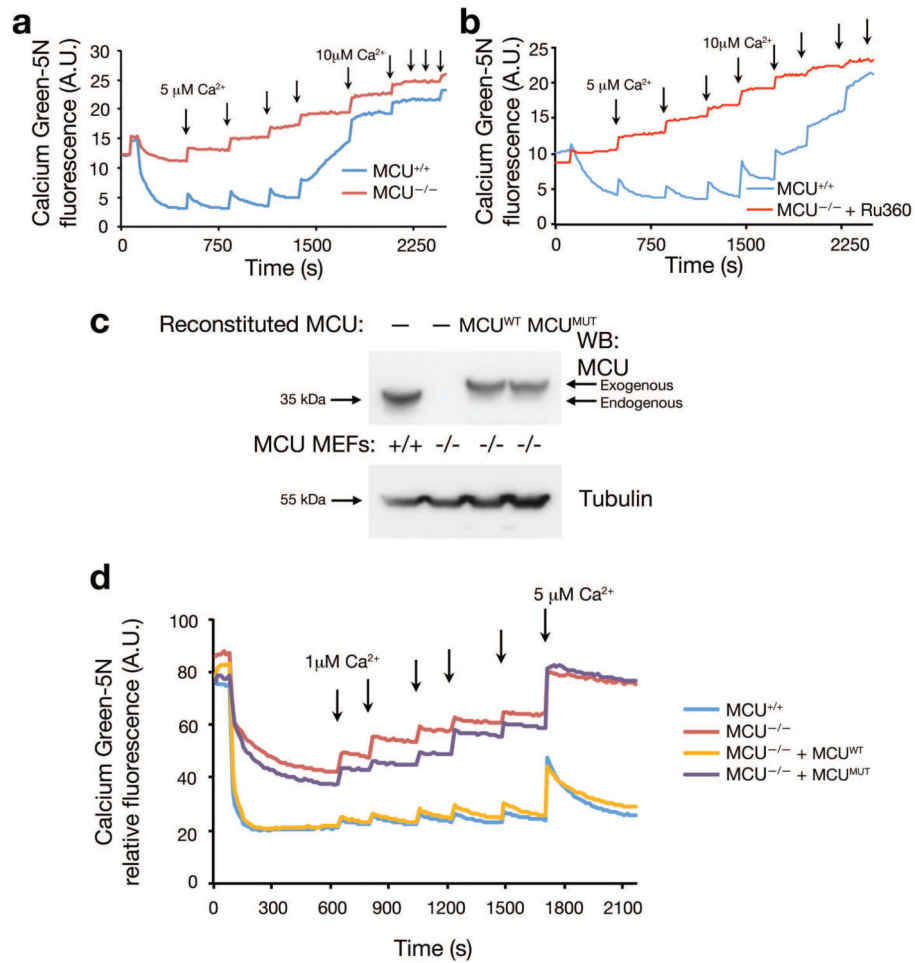 a
Calcium Green-5N
fluorescence (A.U.)
30
25
20
15
10
5
0
5 µM Ca²⁺
10µM Ca²⁺
MCU⁺/⁺
MCU⁻/⁻
0 750 1500 2250
Time (s)
b
Calcium Green-5N
fluorescence (A.U.)
25
20
15
10
5
0
5 µM Ca²⁺
10µM Ca²⁺
MCU⁺/⁺
MCU⁻/⁻ + Ru360
0 750 1500 2250
Time (s)
c
Reconstituted MCU: – – MCUᵂᵀ MCUᴹᵁᵀ
WB:
MCU
35 kDa
Exogenous
Endogenous
MCU MEFs: +/+ -/- -/- -/-
55 kDa
Tubulin
d
Calcium Green-5N
relative fluorescence (A.U.)
100
80
60
40
20
0
1µM Ca²⁺
5 µM Ca²⁺
MCU⁺/⁺
MCU⁻/⁻
MCU⁻/⁻ + MCUᵂᵀ
MCU⁻/⁻ + MCUᴹᵁᵀ
0 300 600 900 1200 1500 1800 2100
Time (s)